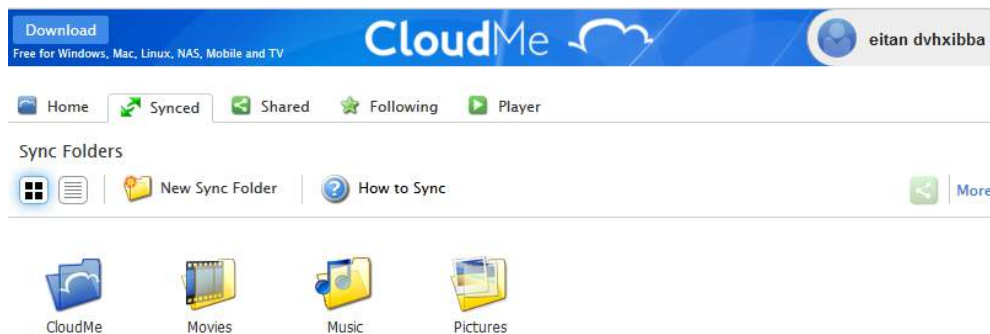 Download
Free for Windows, Mac, Linux, NAS, Mobile and TV
CloudMe
eitan dvhxibba
Home Synced Shared Following Player
Sync Folders
New Sync Folder ? How to Sync
More
CloudMe Movies Music Pictures